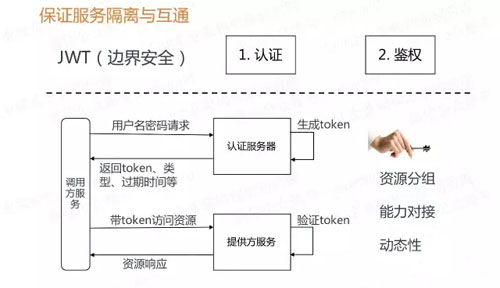 保证服务隔离与互通
JWT（边界安全）
1. 认证
2. 鉴权
用户名密码请求
生成token
认证服务器
返回token、类
型、过期时间等
调用
方服
务
带token访问资源
验证token
提供方服务
资源响应
资源分组
能力对接
动态性